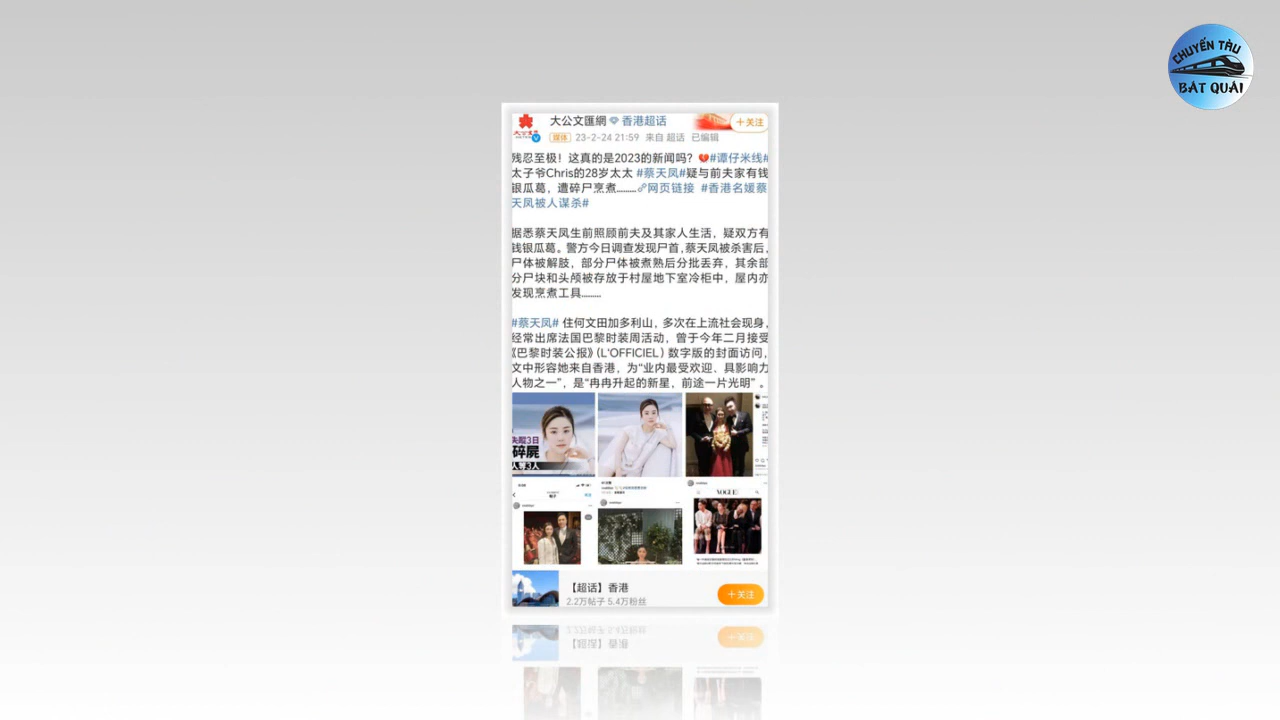 CHUYẾN TÀU
BÁT QUÁI
大公文匯網 香港超话
+关注
媒体 23-2-24 21:59 来自 超话 已编辑
残忍至极！这真的是2023的新闻吗？💔#谭仔米线#
太子爷Chris的28岁太太 #蔡天凤#疑与前夫家有钱
银瓜葛，遭碎尸烹煮.........网页链接 #香港名媛蔡
天凤被人谋杀#
据悉蔡天凤生前照顾前夫及其家人生活，疑双方有
钱银瓜葛。警方今日调查发现尸首，蔡天凤被杀害后，
尸体被解肢，部分尸体被煮熟后分批丢弃，其余部
分尸块和头颅被存放于村屋地下室冷柜中，屋内亦
发现烹煮工具.........
#蔡天凤# 住何文田加多利山，多次在上流社会现身，
经常出席法国巴黎时装周活动，曾于今年二月接受
《巴黎时装公报》（L'OFFICIEL）数字版的封面访问，
文中形容她来自香港，为“业内最受欢迎、具影响力
人物之一”，是“冉冉升起的新星，前途一片光明” 。
失蹤3日
碎屍
VOGUE
【超话】香港
2.2万帖子 5.4万粉丝
+关注